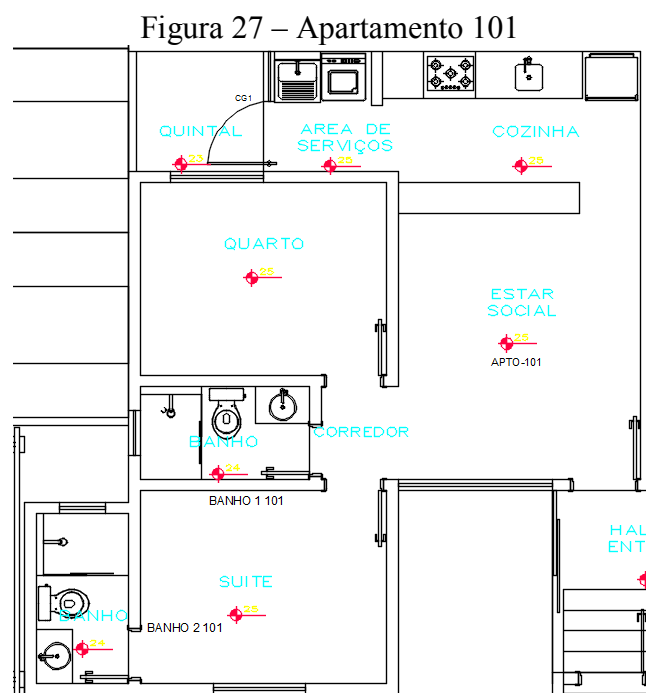 Figura 27 – Apartamento 101
CG1
QUINTAL
AREA DE
SERVIÇOS
COZINHA
23
25
25
QUARTO
25
ESTAR
SOCIAL
25
APTO-101
CORREDOR
BANHO
24
BANHO 1 101
HAL
ENT
SUITE
25
BANHO
BANHO 2 101
24